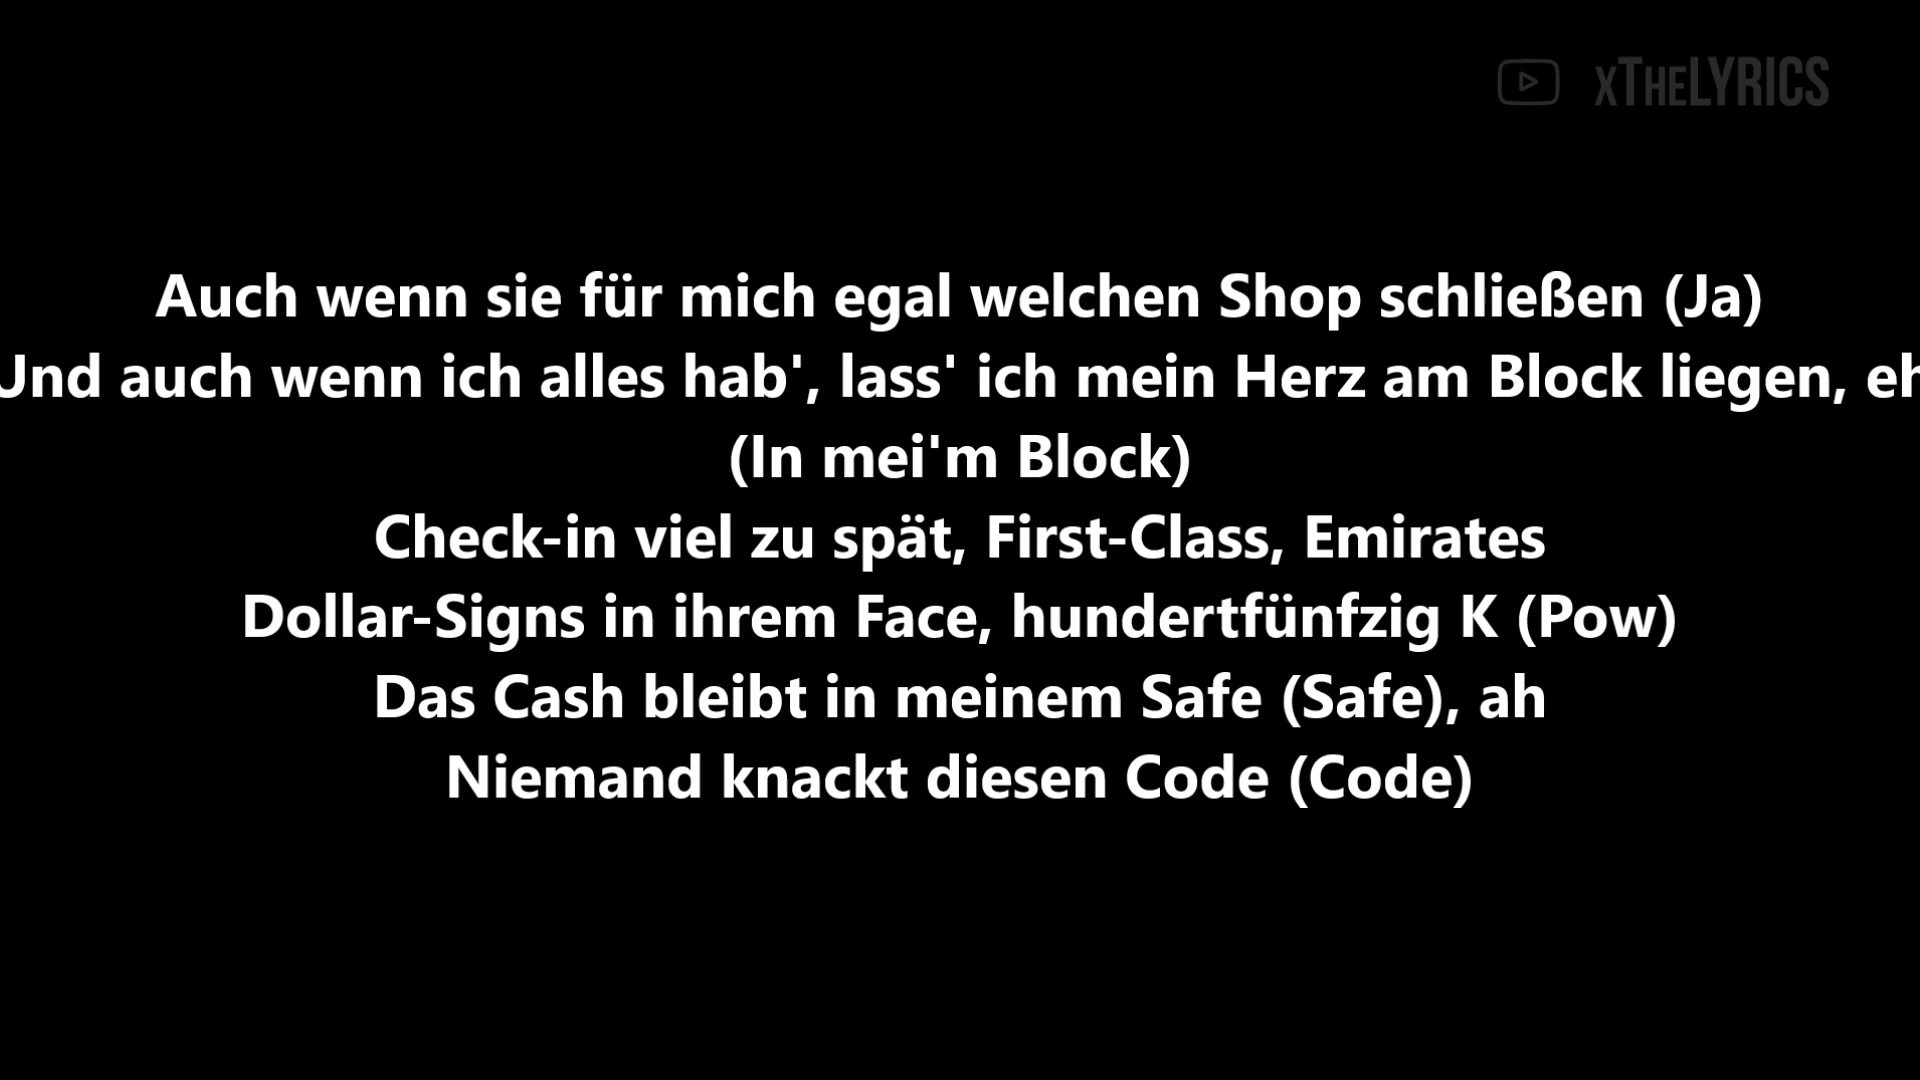 xTheLYRICS
Auch wenn sie für mich egal welchen Shop schließen (Ja)
Und auch wenn ich alles hab', lass' ich mein Herz am Block liegen, eh
(In mei'm Block)
Check-in viel zu spät, First-Class, Emirates
Dollar-Signs in ihrem Face, hundertfünfzig K (Pow)
Das Cash bleibt in meinem Safe (Safe), ah
Niemand knackt diesen Code (Code)